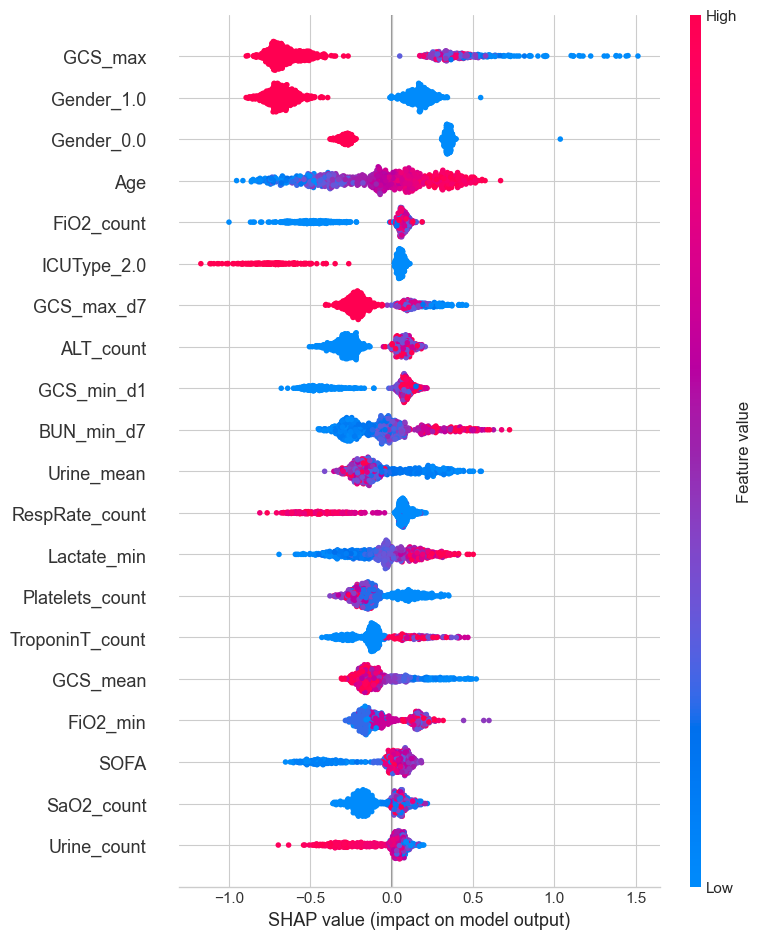 High
GCS_max
Gender_1.0
Gender_0.0
Age
FiO2_count
ICUType_2.0
GCS_max_d7
ALT_count
GCS_min_d1
BUN_min_d7
Urine_mean
RespRate_count
Lactate_min
Platelets_count
TroponinT_count
GCS_mean
FiO2_min
SOFA
SaO2_count
Urine_count
Feature value
Low
−1.0 −0.5 0.0 0.5 1.0 1.5
SHAP value (impact on model output)